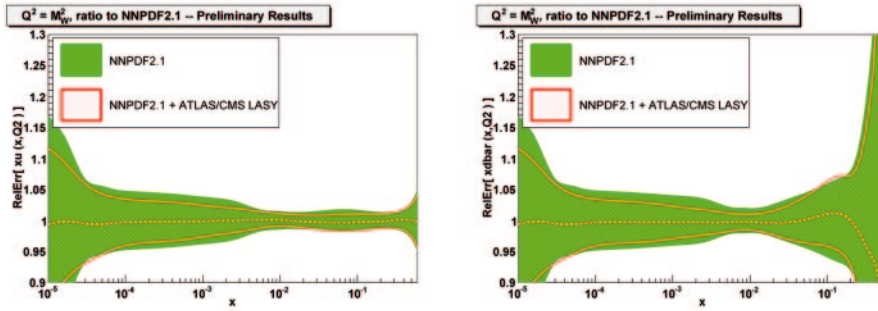 Q² = M²_W, ratio to NNPDF2.1 -- Preliminary Results
RelErr[ xu (x,Q2) ]
1.3
1.25
1.2
1.15
1.1
1.05
1
0.95
0.9
NNPDF2.1
NNPDF2.1 + ATLAS/CMS LASY
10⁻⁵
10⁻⁴
10⁻³
10⁻²
10⁻¹
x
Q² = M²_W, ratio to NNPDF2.1 -- Preliminary Results
RelErr[ xdbar (x,Q2) ]
1.3
1.25
1.2
1.15
1.1
1.05
1
0.95
0.9
NNPDF2.1
NNPDF2.1 + ATLAS/CMS LASY
10⁻⁵
10⁻⁴
10⁻³
10⁻²
10⁻¹
x